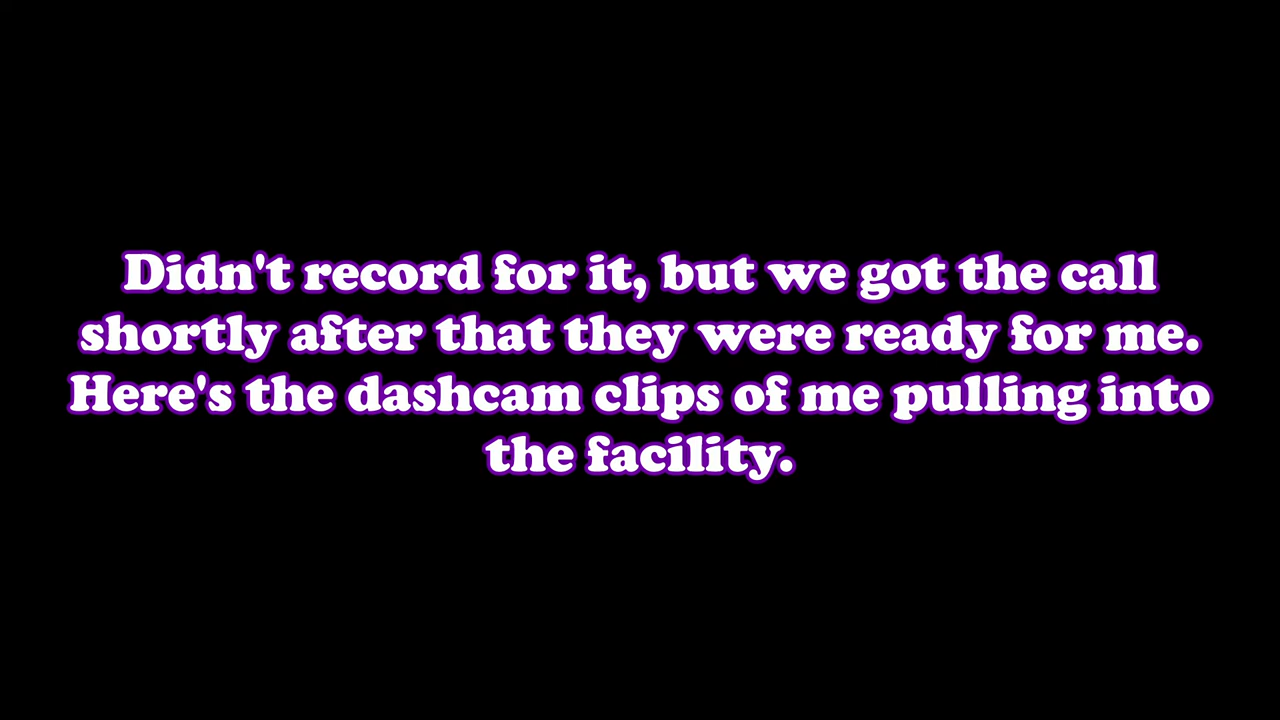 Didn't record for it, but we got the call
shortly after that they were ready for me.
Here's the dashcam clips of me pulling into
the facility.